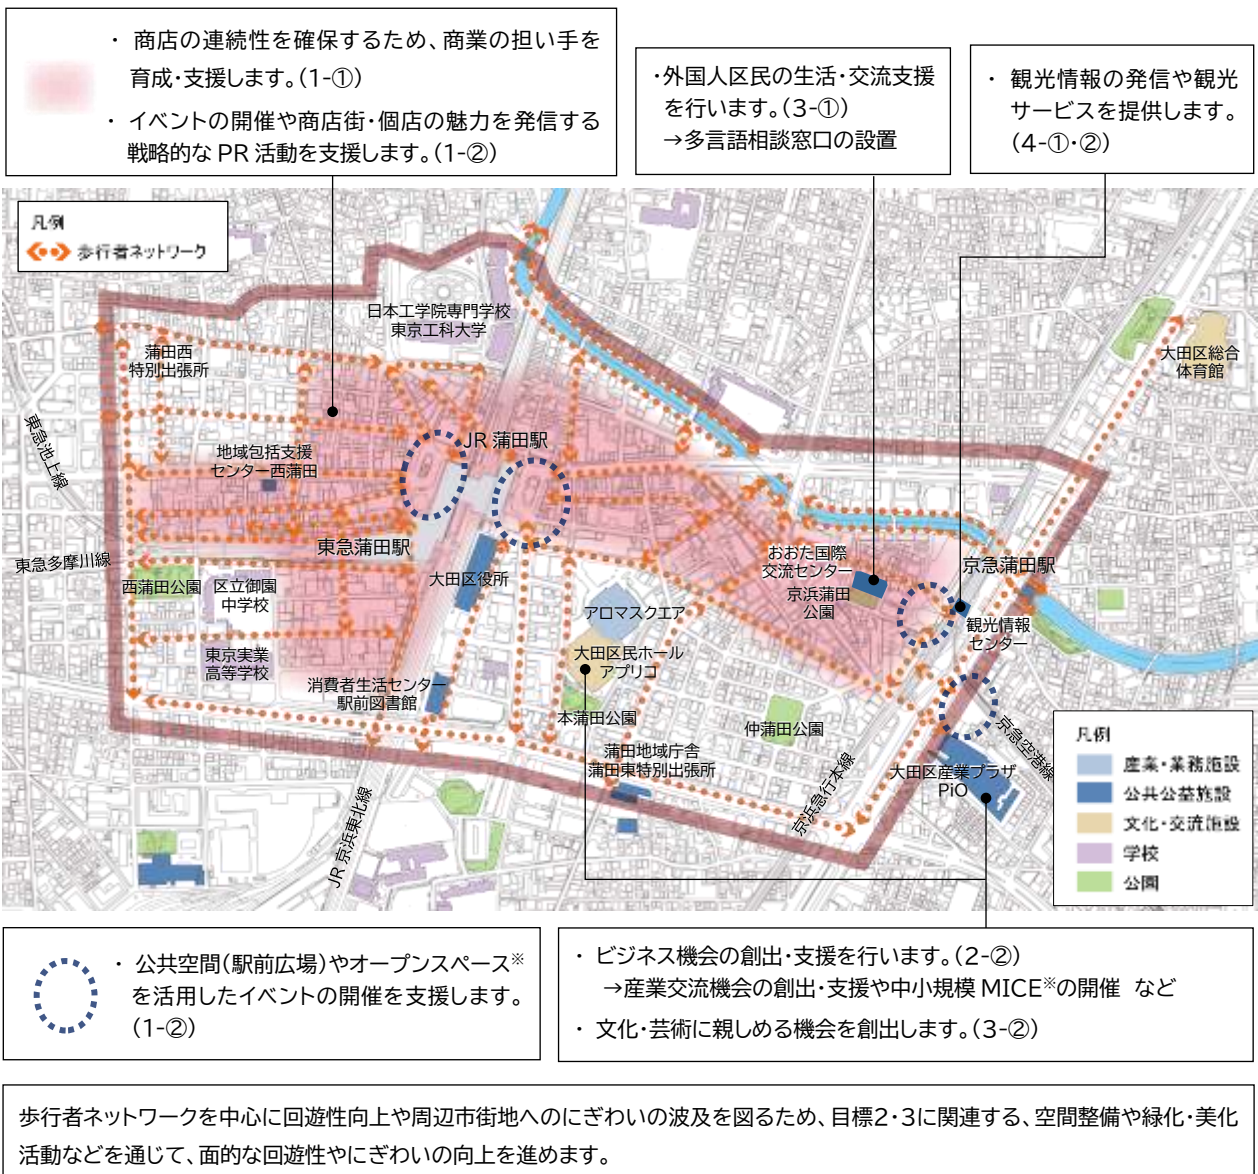 ・ 商店の連続性を確保するため、商業の担い手を
育成・支援します。(1-①)
・ イベントの開催や商店街・個店の魅力を発信する
戦略的な PR 活動を支援します。(1-②)
・外国人区民の生活・交流支援
を行います。(3-①)
→多言語相談窓口の設置
・ 観光情報の発信や観光
サービスを提供します。
(4-①・②)
凡例
歩行者ネットワーク
日本工学院専門学校
東京工科大学
蒲田西
特別出張所
大田区総合
体育館
東急池上線
地域包括支援
センター西蒲田
JR 蒲田駅
東急蒲田駅
東急多摩川線
西蒲田公園
区立御園
中学校
大田区役所
おおた国際
交流センター
京浜蒲田
公園
京急蒲田駅
観光情報
センター
アロマスクエア
東京実業
高等学校
大田区民ホール
アプリコ
消費者生活センター
駅前図書館
本蒲田公園
仲蒲田公園
蒲田地域庁舎
蒲田東特別出張所
JR 京浜東北線
京浜急行本線
京急空港線
大田区産業プラザ
PiO
凡例
産業・業務施設
公共公益施設
文化・交流施設
学校
公園
・ 公共空間(駅前広場)やオープンスペース※
を活用したイベントの開催を支援します。
(1-②)
・ ビジネス機会の創出・支援を行います。(2-②)
→産業交流機会の創出・支援や中小規模 MICE※の開催 など
・ 文化・芸術に親しめる機会を創出します。(3-②)
歩行者ネットワークを中心に回遊性向上や周辺市街地へのにぎわいの波及を図るため、目標2・3に関連する、空間整備や緑化・美化
活動などを通じて、面的な回遊性やにぎわいの向上を進めます。